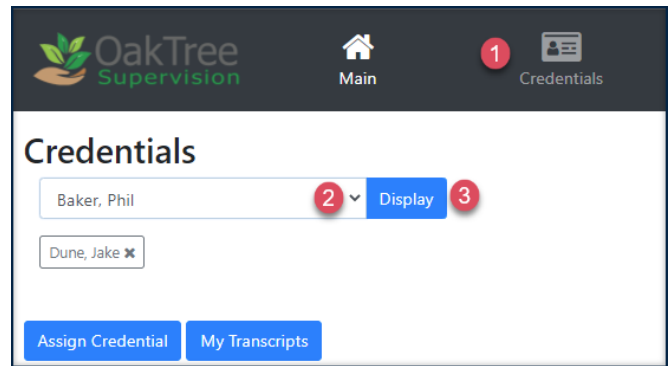 OakTree
Supervision
Main
1
Credentials
Credentials
Baker, Phil
2
Display
3
Dune, Jake ✖
Assign Credential
My Transcripts